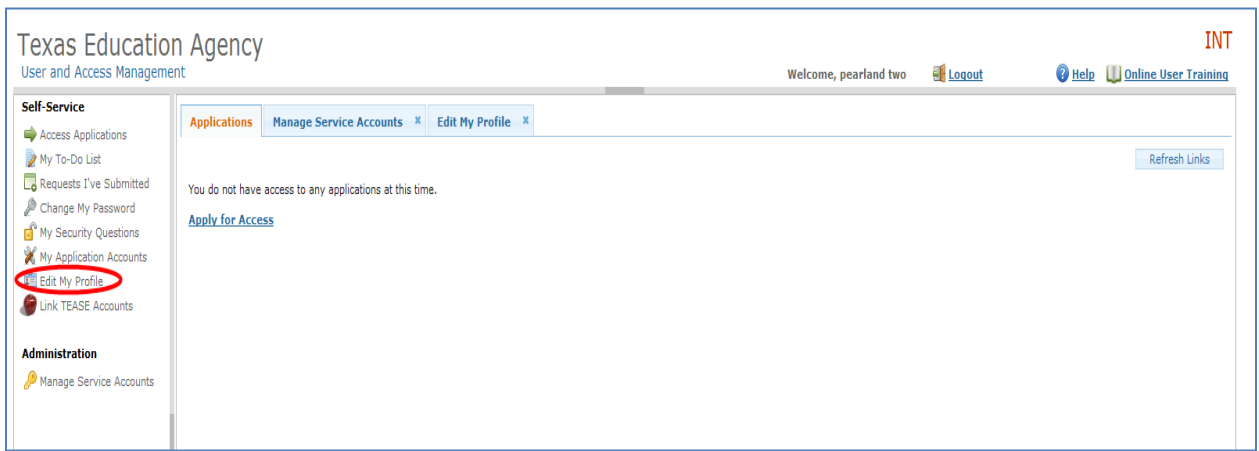 Texas Education Agency
INT
User and Access Management
Welcome, pearland two
Logout
Help
Online User Training
Self-Service
Access Applications
My To-Do List
Requests I've Submitted
Change My Password
My Security Questions
My Application Accounts
Edit My Profile
Link TEASE Accounts
Administration
Manage Service Accounts
Applications
Manage Service Accounts x
Edit My Profile x
Refresh Links
You do not have access to any applications at this time.
Apply for Access